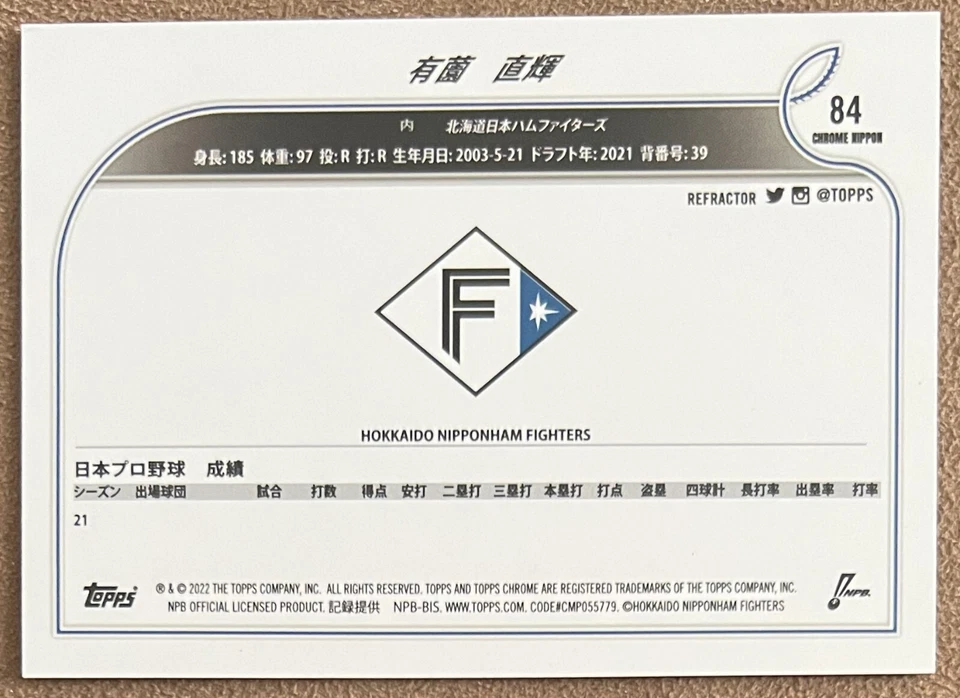 有薗 直輝
84
CHROME NIPPON
内 北海道日本ハムファイターズ
身長: 185 体重: 97 投: R 打: R 生年月日: 2003-5-21 ドラフト年: 2021 背番号: 39
REFRACTOR @TOPPS
F
HOKKAIDO NIPPONHAM FIGHTERS
日本プロ野球 成績
シーズン 出場球団 試合 打数 得点 安打 二塁打 三塁打 本塁打 打点 盗塁 四球計 長打率 出塁率 打率
21
Topps ® & © 2022 THE TOPPS COMPANY, INC. ALL RIGHTS RESERVED. TOPPS AND TOPPS CHROME ARE REGISTERED TRADEMARKS OF THE TOPPS COMPANY, INC.
NPB OFFICIAL LICENSED PRODUCT. 記録提供 NPB-BIS. WWW.TOPPS.COM. CODE#CMP055779. ©HOKKAIDO NIPPONHAM FIGHTERS
NPB.